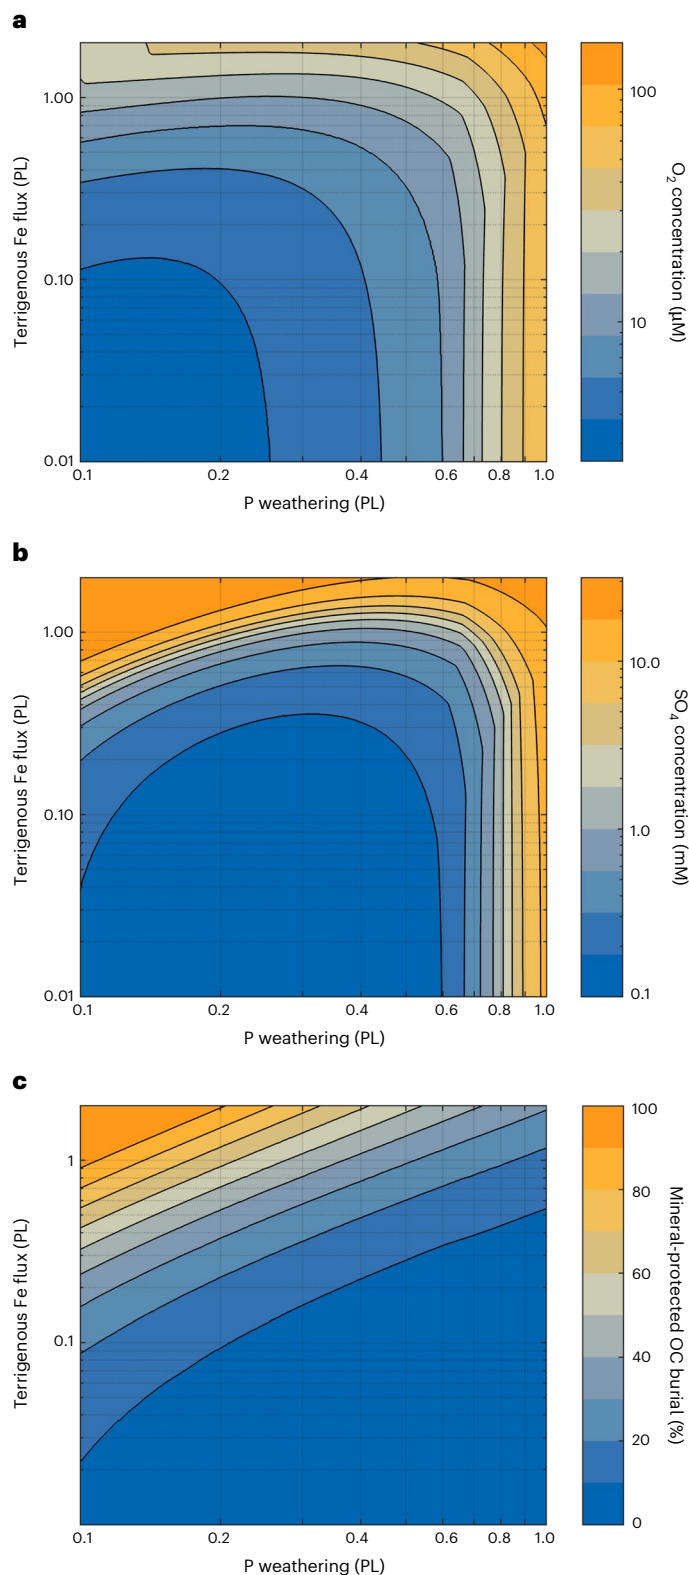 a
1.00
0.10
0.01
0.1 0.2 0.4 0.6 0.8 1.0
P weathering (PL)
Terrigenous Fe flux (PL)
100
10
O2 concentration (µM)
b
1.00
0.10
0.01
0.1 0.2 0.4 0.6 0.8 1.0
P weathering (PL)
Terrigenous Fe flux (PL)
10.0
1.0
0.1
SO4 concentration (mM)
c
1
0.1
0.1 0.2 0.4 0.6 0.8 1.0
P weathering (PL)
Terrigenous Fe flux (PL)
100
80
60
40
20
0
Mineral-protected OC burial (%)